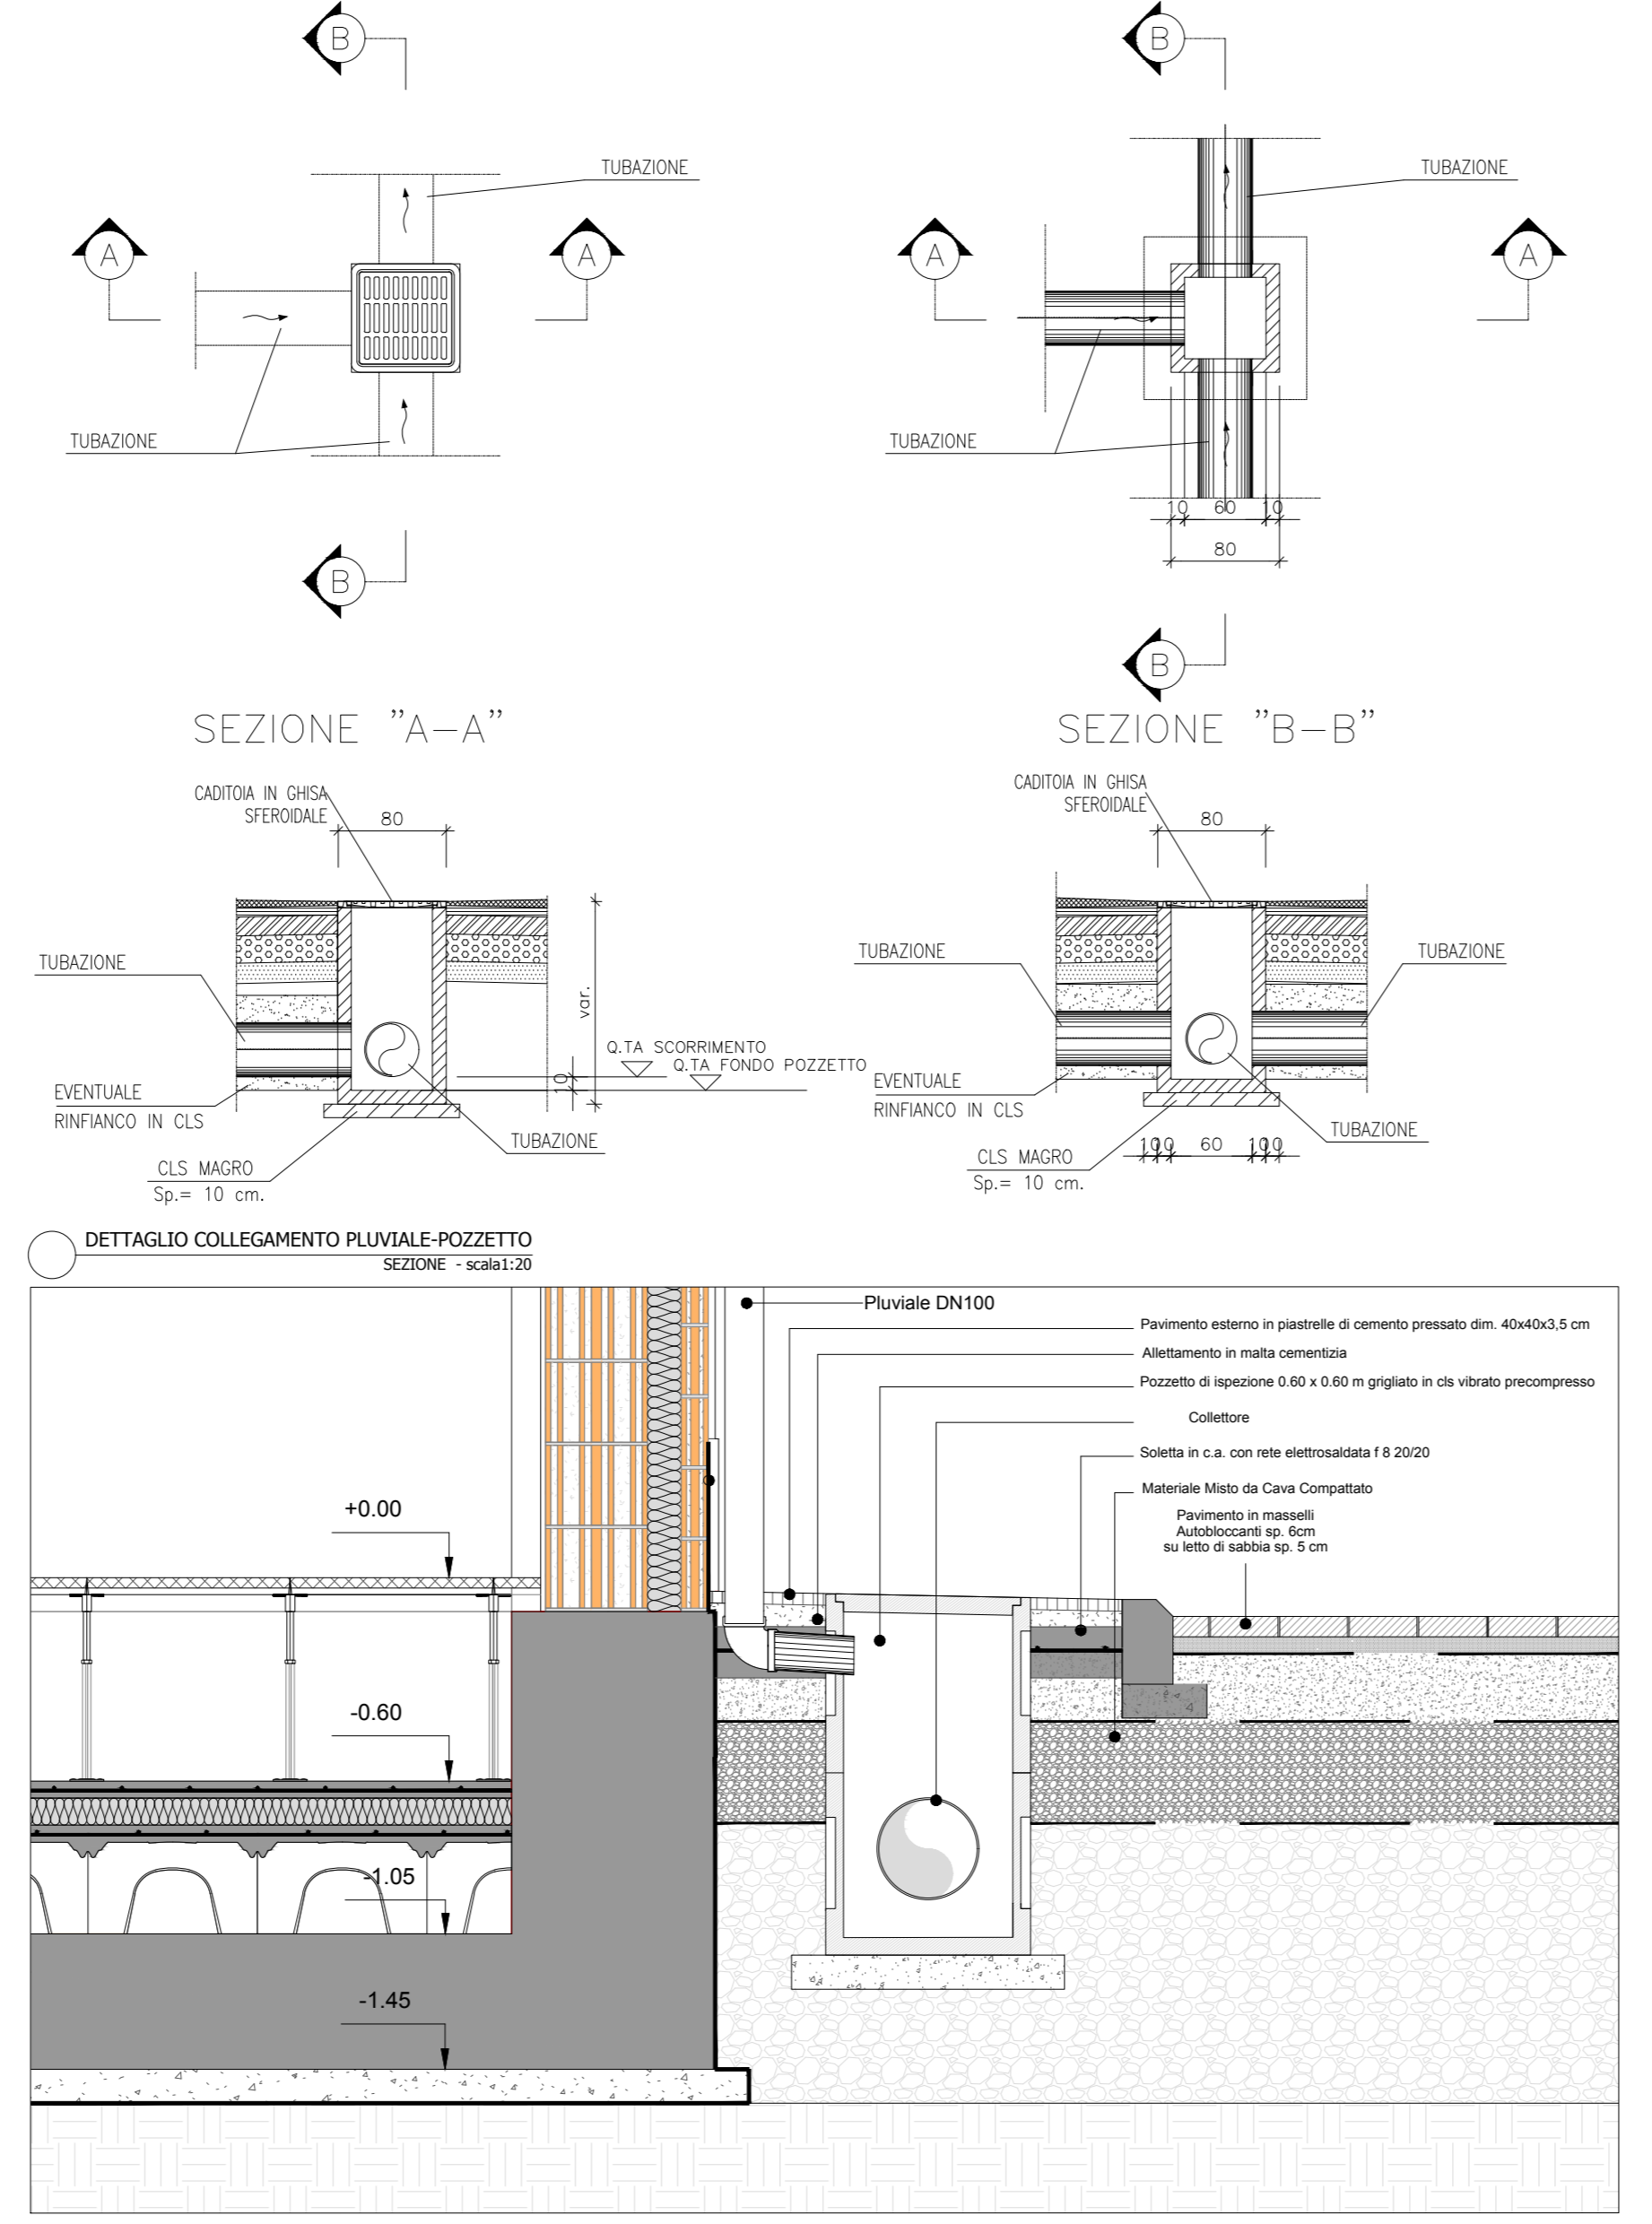 B
B
TUBAZIONE
TUBAZIONE
A
A
A
A
TUBAZIONE
TUBAZIONE
10 60 10
80
B
B
SEZIONE "A-A"
SEZIONE "B-B"
CADITOIA IN GHISA
SFEROIDALE
80
CADITOIA IN GHISA
SFEROIDALE
80
TUBAZIONE
var.
Q.TA SCORRIMENTO
Q.TA FONDO POZZETTO
10
EVENTUALE
RINFIANCO IN CLS
TUBAZIONE
CLS MAGRO
Sp.= 10 cm.
TUBAZIONE
TUBAZIONE
EVENTUALE
RINFIANCO IN CLS
TUBAZIONE
10 10 60 10 10
CLS MAGRO
Sp.= 10 cm.
DETTAGLIO COLLEGAMENTO PLUVIALE-POZZETTO
SEZIONE - scala1:20
Pluviale DN100
Pavimento esterno in piastrelle di cemento pressato dim. 40x40x3,5 cm
Allettamento in malta cementizia
Pozzetto di ispezione 0.60 x 0.60 m grigliato in cls vibrato precompresso
Collettore
Soletta in c.a. con rete elettrosaldata f 8 20/20
Materiale Misto da Cava Compattato
Pavimento in masselli
Autobloccanti sp. 6cm
su letto di sabbia sp. 5 cm
+0.00
-0.60
-1.05
-1.45